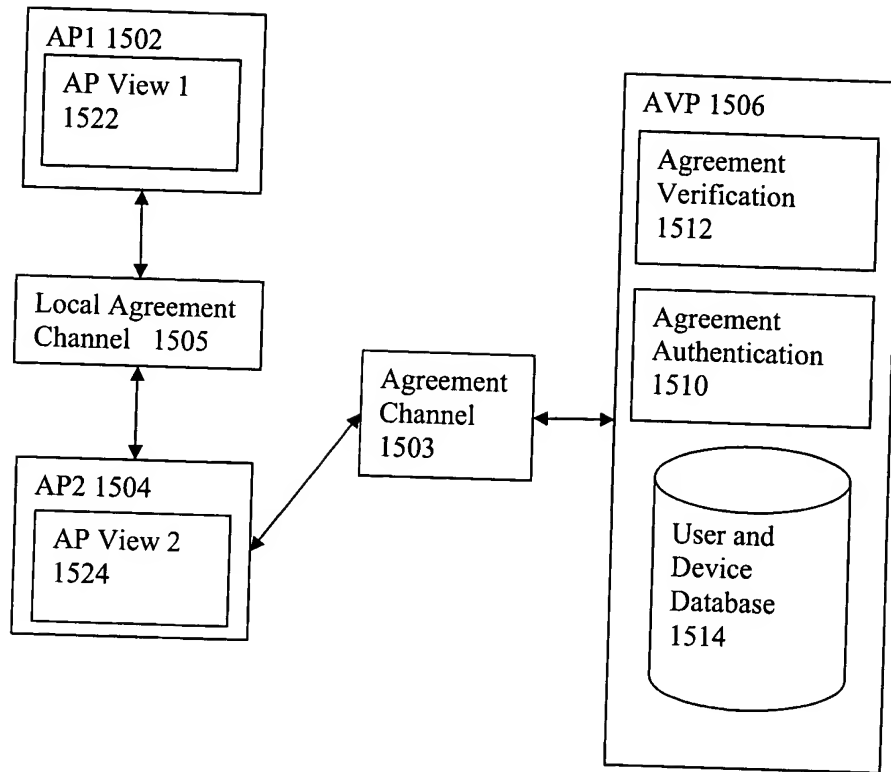 AP1 1502
AP View 1
1522
Local Agreement
Channel 1505
AP2 1504
AP View 2
1524
Agreement
Channel
1503
AVP 1506
Agreement
Verification
1512
Agreement
Authentication
1510
User and
Device
Database
1514